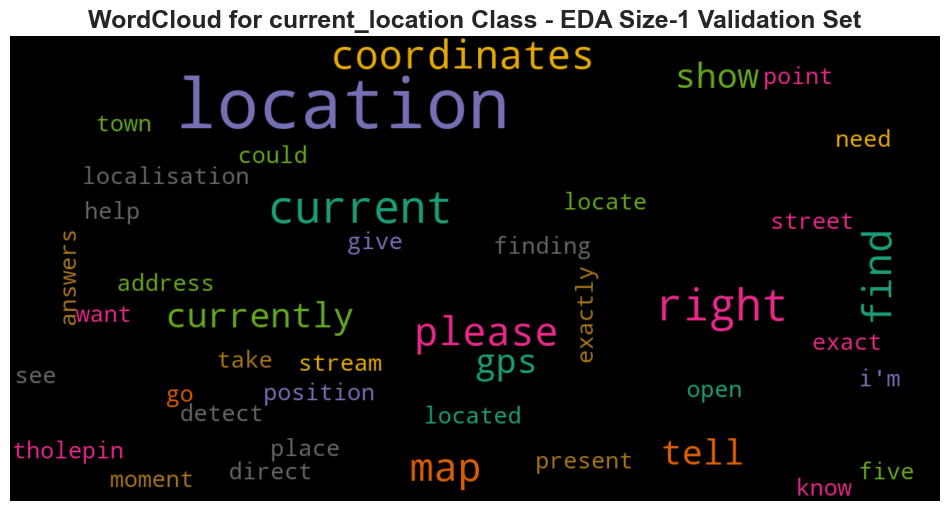 WordCloud for current_location Class - EDA Size-1 Validation Set
coordinates
show point
location
town
need
could
localisation
locate
help
current
street
give
finding
find
answers
address
exactly
want
currently
right
please
exact
take
stream
gps
see
i'm
go
position
open
detect
located
tholepin
place
tell
map
present
direct
five
moment
know